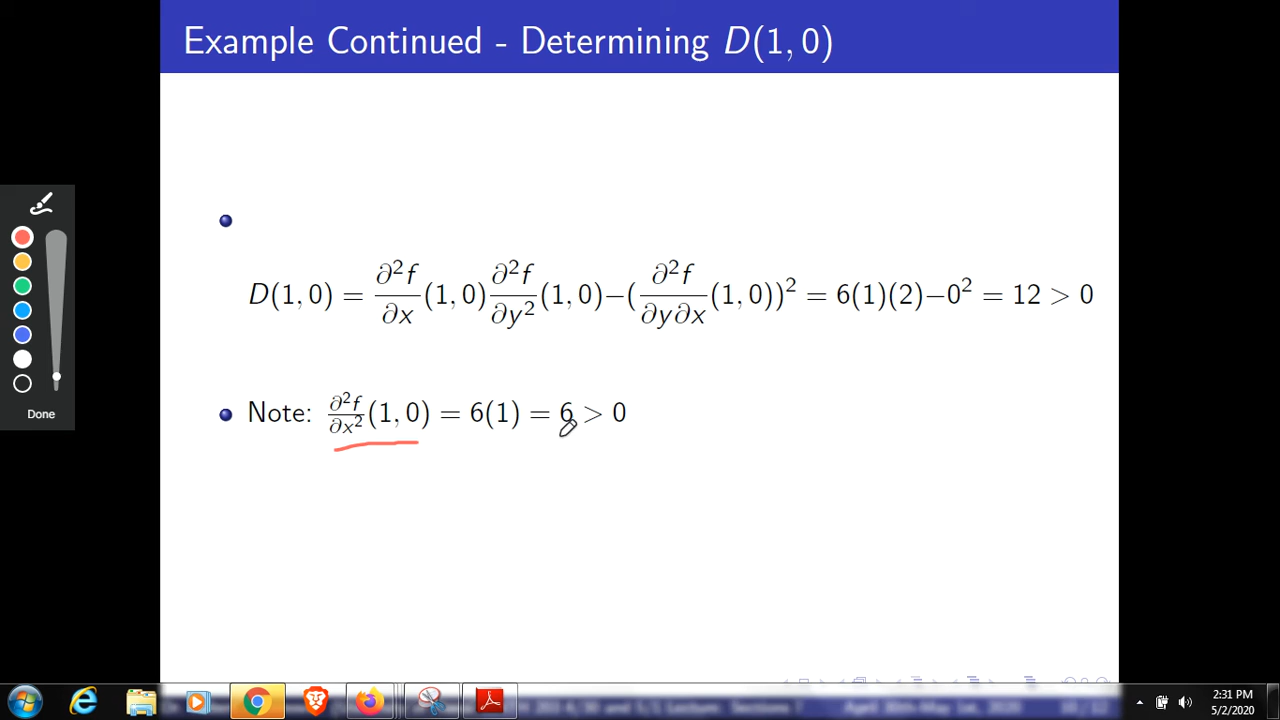 Example Continued - Determining D(1, 0)
D(1, 0) = ∂²f/∂x (1, 0) ∂²f/∂y² (1, 0) − (∂²f/∂y∂x (1, 0))² = 6(1)(2) − 0² = 12 > 0
Note: ∂²f/∂x² (1, 0) = 6(1) = 6 > 0
Done
2:31 PM
5/2/2020